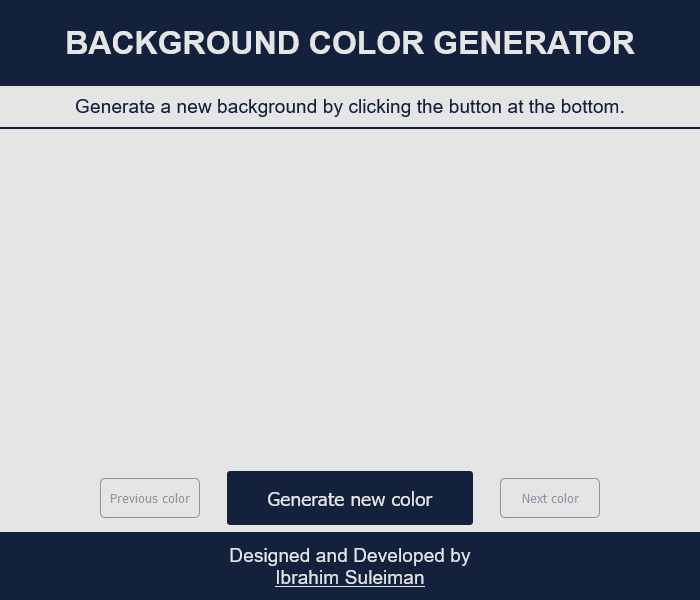 BACKGROUND COLOR GENERATOR
Generate a new background by clicking the button at the bottom.
Previous color
Generate new color
Next color
Designed and Developed by
Ibrahim Suleiman